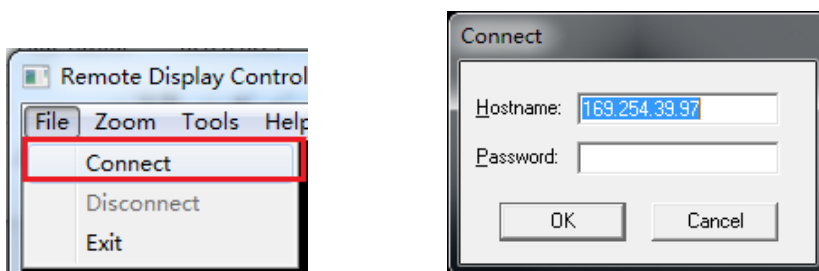 Remote Display Control
File Zoom Tools Help
Connect
Disconnect
Exit
Connect
Hostname: 169.254.39.97
Password:
OK Cancel